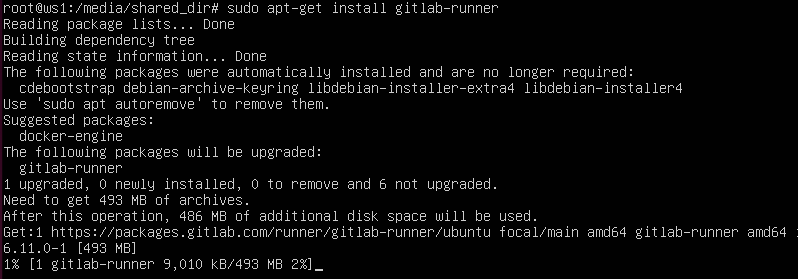 root@ws1:/media/shared_dir# sudo apt-get install gitlab-runner
Reading package lists... Done
Building dependency tree
Reading state information... Done
The following packages were automatically installed and are no longer required:
  cdebootstrap debian-archive-keyring libdebian-installer-extra4 libdebian-installer4
Use 'sudo apt autoremove' to remove them.
Suggested packages:
  docker-engine
The following packages will be upgraded:
  gitlab-runner
1 upgraded, 0 newly installed, 0 to remove and 6 not upgraded.
Need to get 493 MB of archives.
After this operation, 486 MB of additional disk space will be used.
Get:1 https://packages.gitlab.com/runner/gitlab-runner/ubuntu focal/main amd64 gitlab-runner amd64
6.11.0-1 [493 MB]
1% [1 gitlab-runner 9,010 kB/493 MB 2%]_